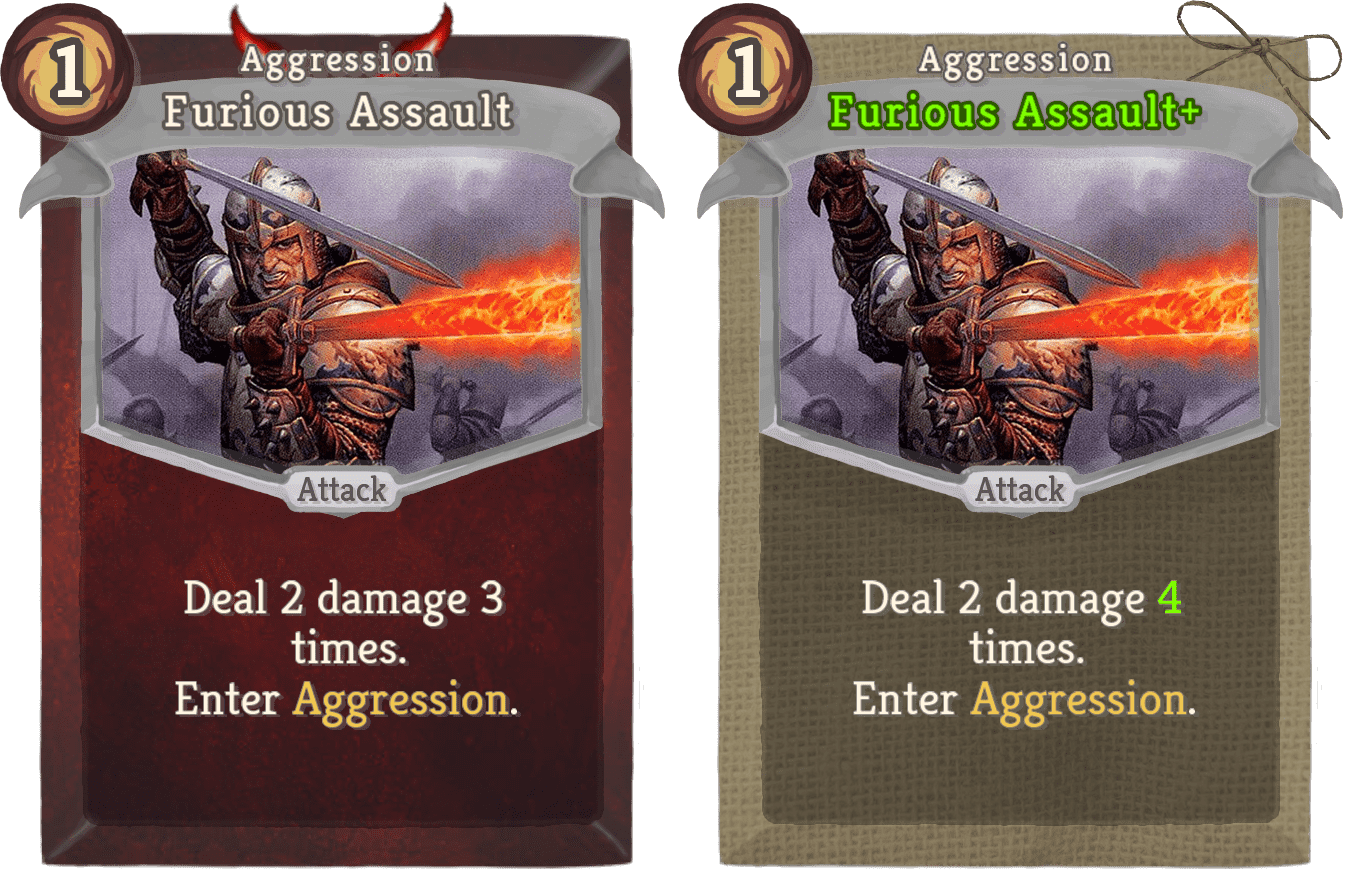 1
Aggression
Furious Assault
Attack
Deal 2 damage 3
times.
Enter Aggression.
1
Aggression
Furious Assault+
Attack
Deal 2 damage 4
times.
Enter Aggression.